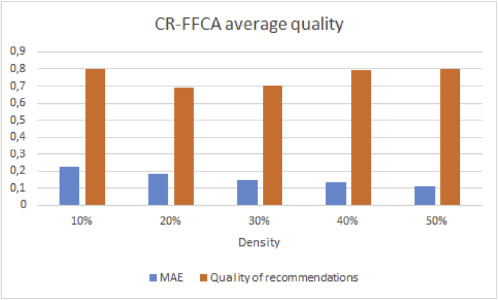 CR-FFCA average quality
0,9
0,8
0,7
0,6
0,5
0,4
0,3
0,2
0,1
0
10% 20% 30% 40% 50%
Density
MAE Quality of recommendations